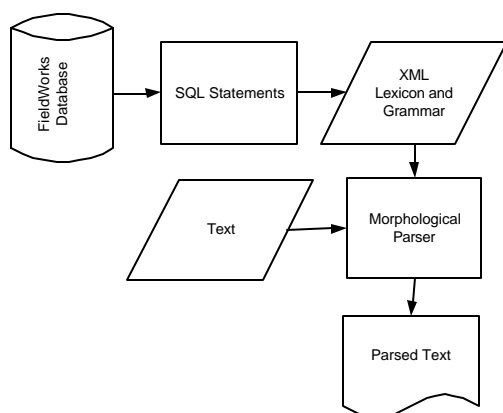 FieldWorks
Database
SQL Statements
XML
Lexicon and
Grammar
Text
Morphological
Parser
Parsed Text